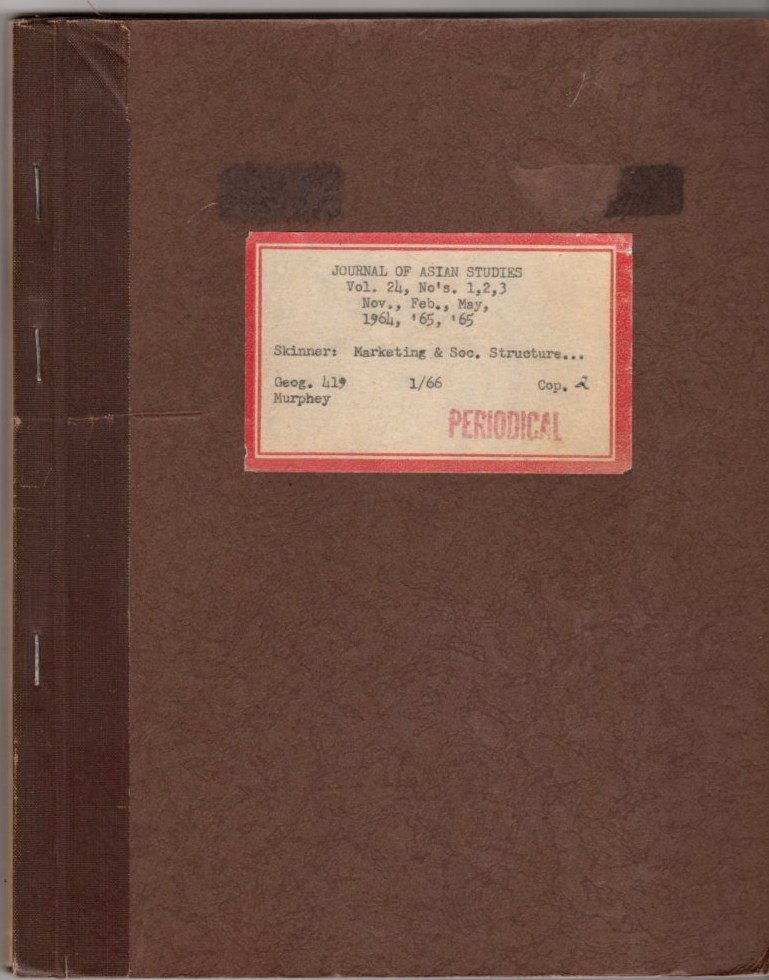 JOURNAL OF ASIAN STUDIES
Vol. 24, No's. 1,2,3
Nov., Feb., May,
1964, '65, '65
Skinner: Marketing & Soc. Structure...
Geog. 419 1/66 Cop. 2
Murphey
PERIODICAL